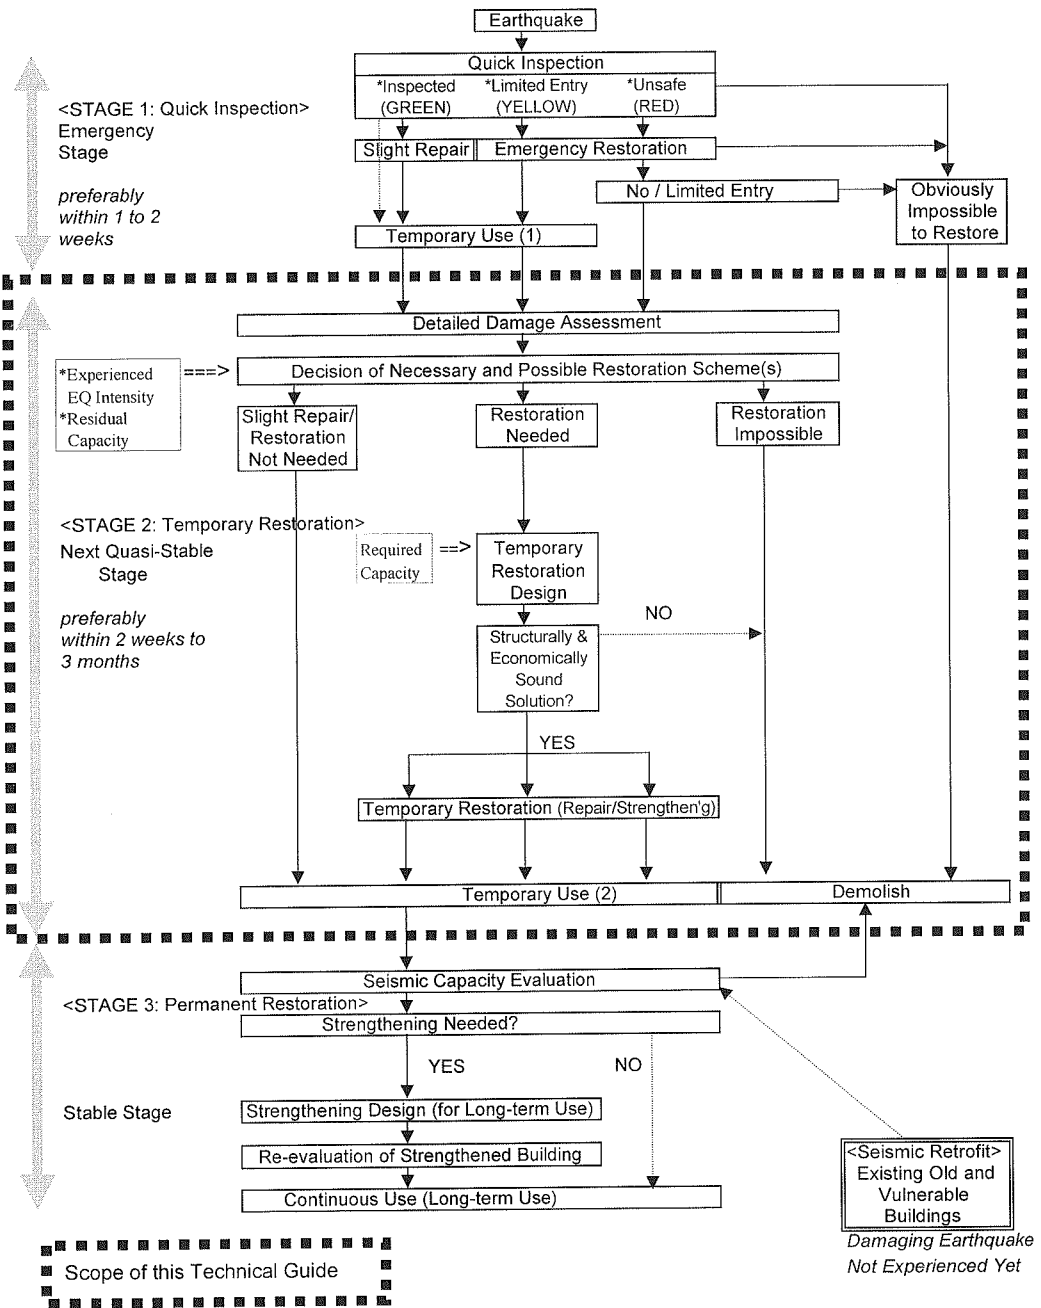 Earthquake
Quick Inspection
*Inspected
(GREEN)
*Limited Entry
(YELLOW)
*Unsafe
(RED)
<STAGE 1: Quick Inspection>
Emergency
Stage
preferably
within 1 to 2
weeks
Slight Repair
Emergency Restoration
No / Limited Entry
Obviously
Impossible
to Restore
Temporary Use (1)
Detailed Damage Assessment
*Experienced
EQ Intensity
*Residual
Capacity
===>
Decision of Necessary and Possible Restoration Scheme(s)
Slight Repair/
Restoration
Not Needed
Restoration
Needed
Restoration
Impossible
<STAGE 2: Temporary Restoration>
Next Quasi-Stable
Stage
preferably
within 2 weeks to
3 months
Required
Capacity
==>
Temporary
Restoration
Design
NO
Structurally &
Economically
Sound
Solution?
YES
Temporary Restoration (Repair/Strengthen'g)
Temporary Use (2)
Demolish
Seismic Capacity Evaluation
<STAGE 3: Permanent Restoration>
Strengthening Needed?
YES
NO
Stable Stage
Strengthening Design (for Long-term Use)
Re-evaluation of Strengthened Building
Continuous Use (Long-term Use)
<Seismic Retrofit>
Existing Old and
Vulnerable
Buildings
Damaging Earthquake
Not Experienced Yet
Scope of this Technical Guide